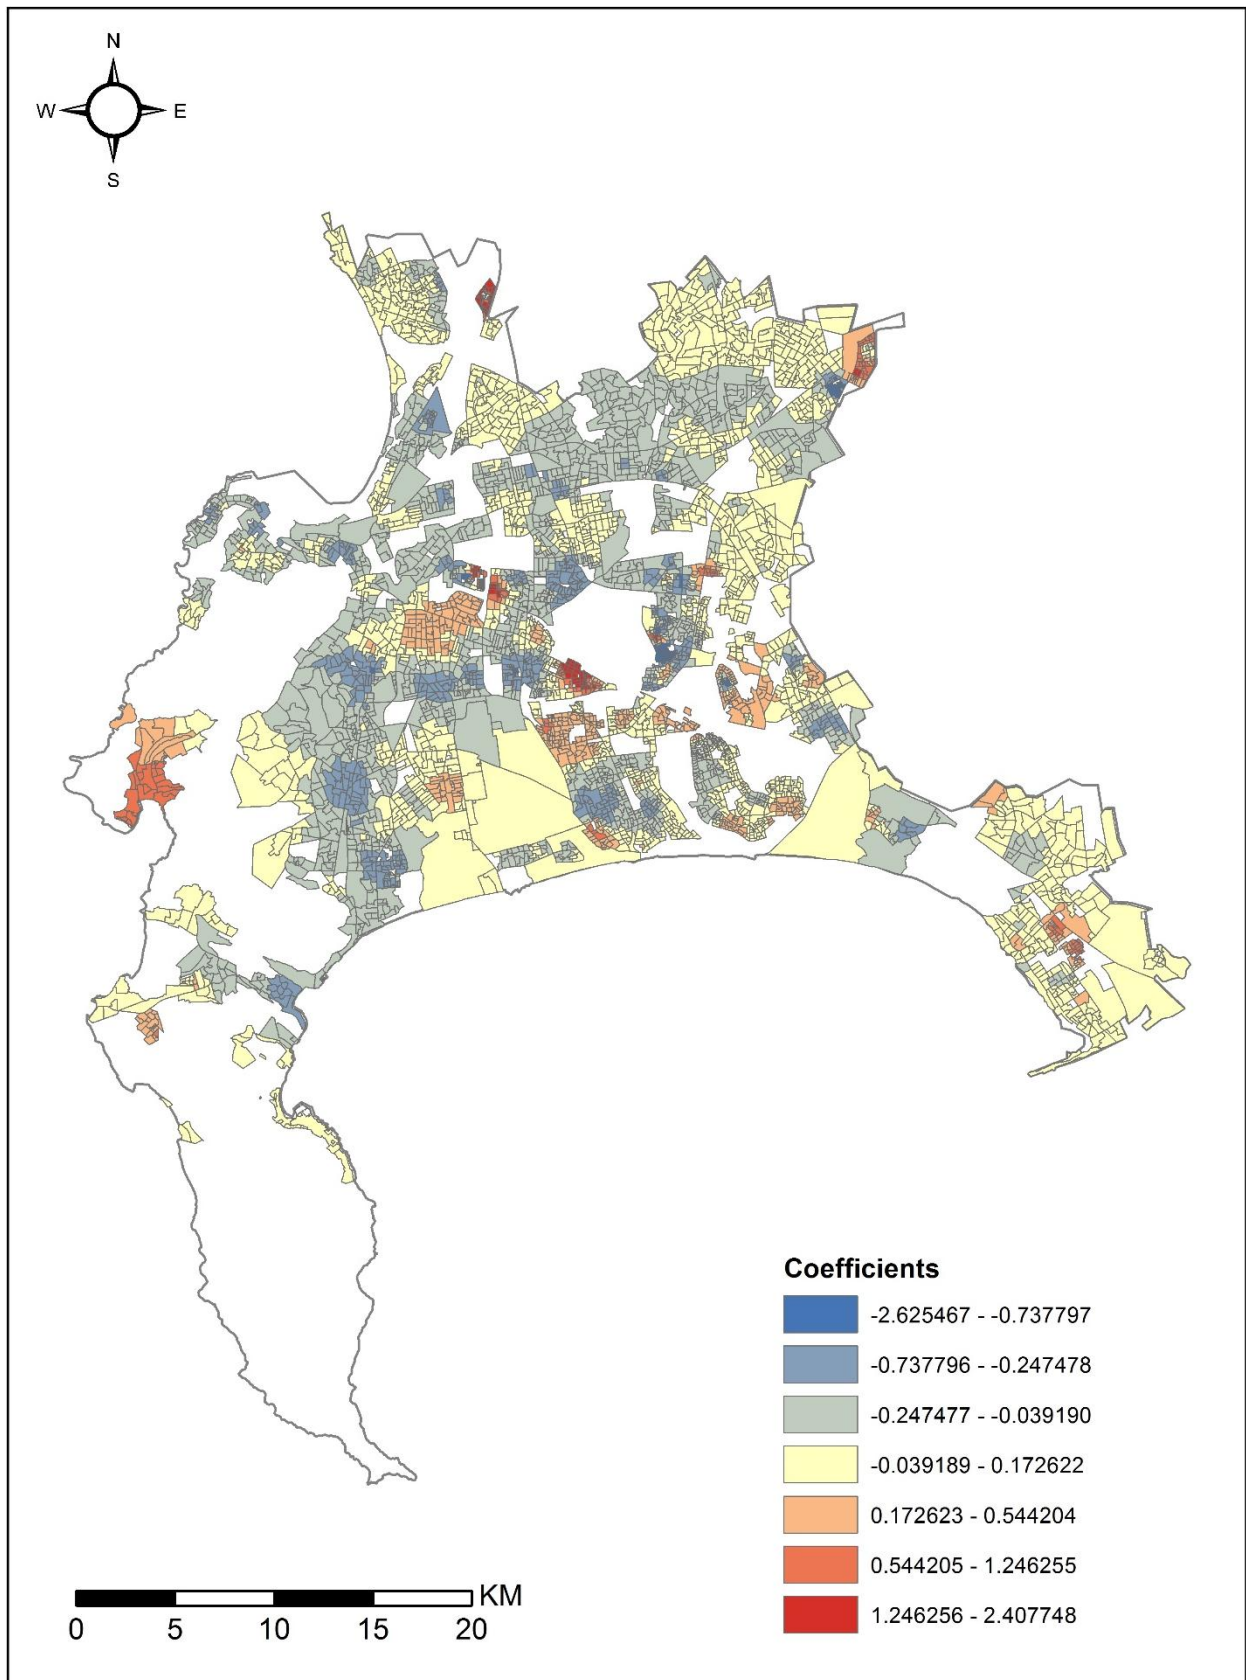 N
W E
S
Coefficients
-2.625467 - -0.737797
-0.737796 - -0.247478
-0.247477 - -0.039190
-0.039189 - 0.172622
0.172623 - 0.544204
0.544205 - 1.246255
1.246256 - 2.407748
KM
0 5 10 15 20